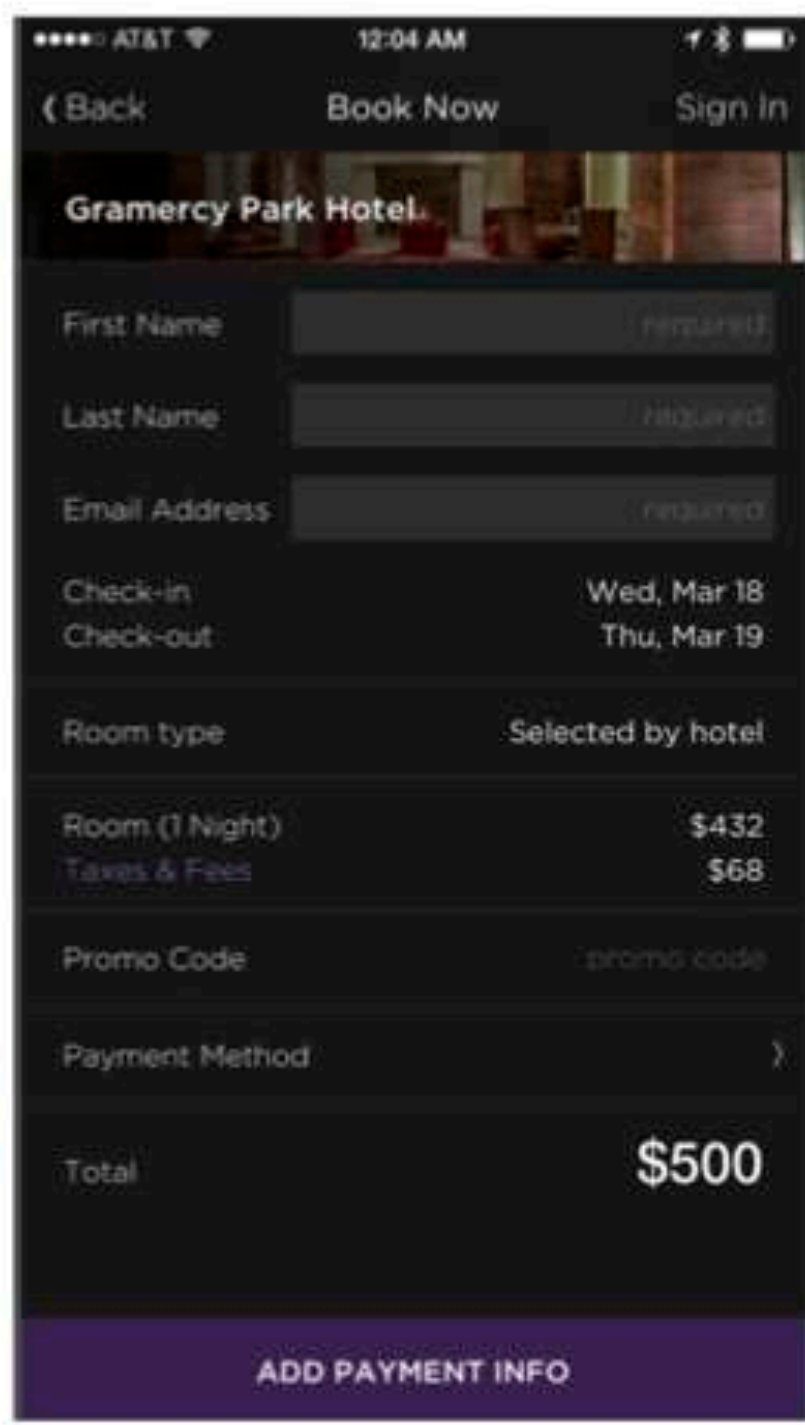 AT&T 12:04 AM
Back Book Now Sign In
Gramercy Park Hotel
First Name required
Last Name required
Email Address required
Check-in Wed, Mar 18
Check-out Thu, Mar 19
Room type Selected by hotel
Room (1 Night) $432
Taxes & Fees $68
Promo Code promo code
Payment Method
Total $500
ADD PAYMENT INFO